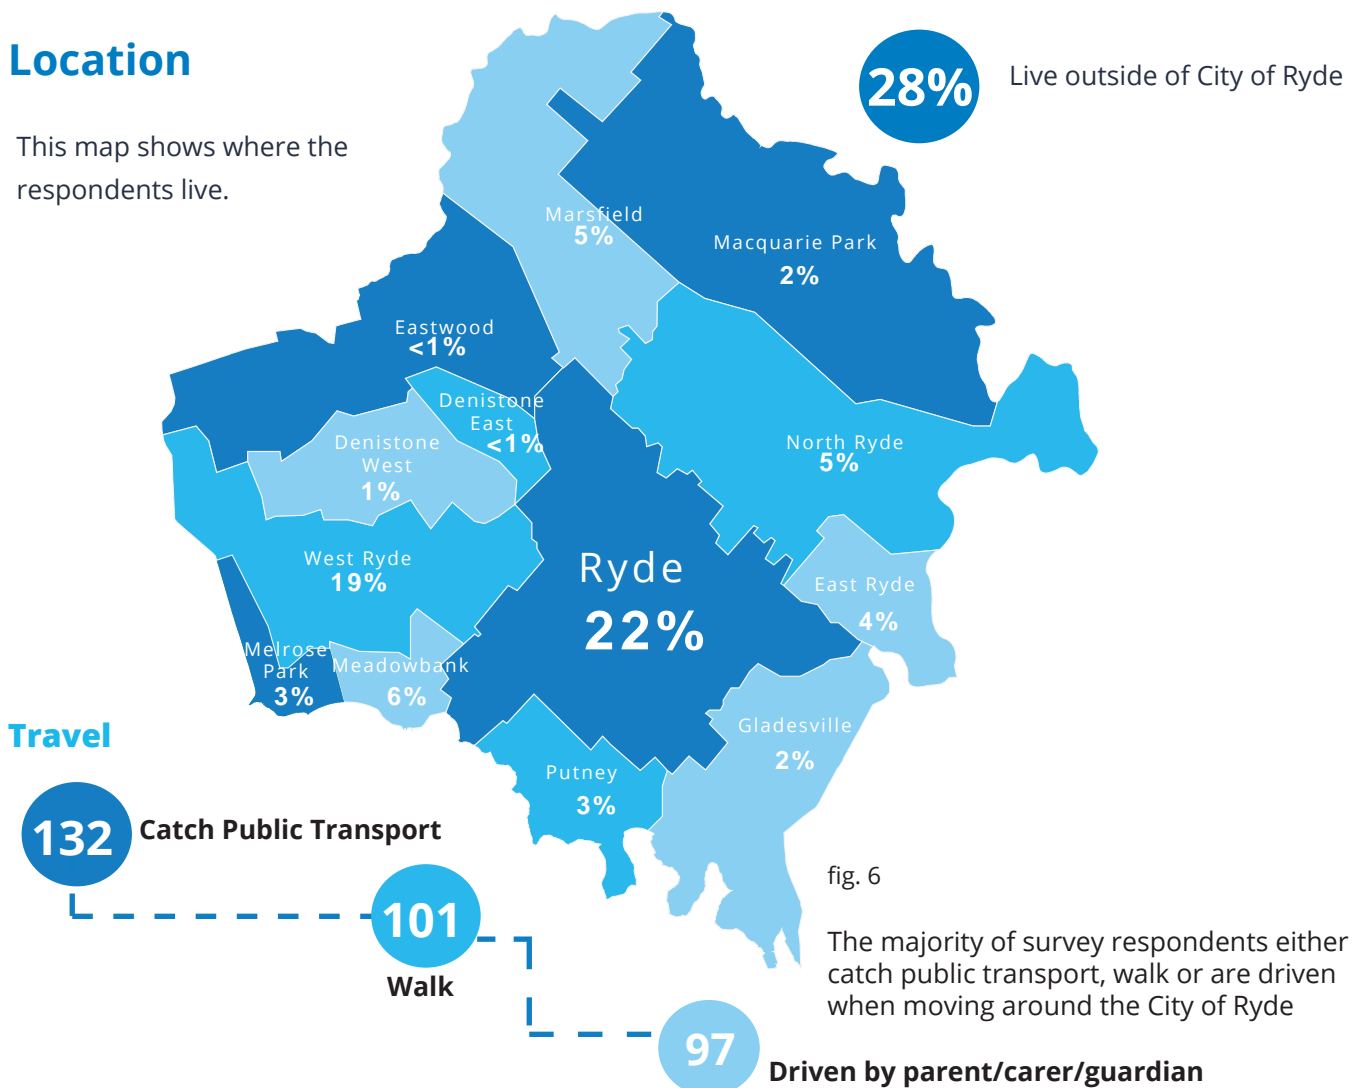 Location
28%
Live outside of City of Ryde
This map shows where the
respondents live.
Marsfield
5%
Macquarie Park
2%
Eastwood
<1%
Denistone
East
<1%
Denistone
West
1%
North Ryde
5%
West Ryde
19%
Ryde
22%
East Ryde
4%
Melrose
Park
3%
Meadowbank
6%
Gladesville
2%
Putney
3%
Travel
132
Catch Public Transport
101
Walk
fig. 6
The majority of survey respondents either
catch public transport, walk or are driven
when moving around the City of Ryde
97
Driven by parent/carer/guardian